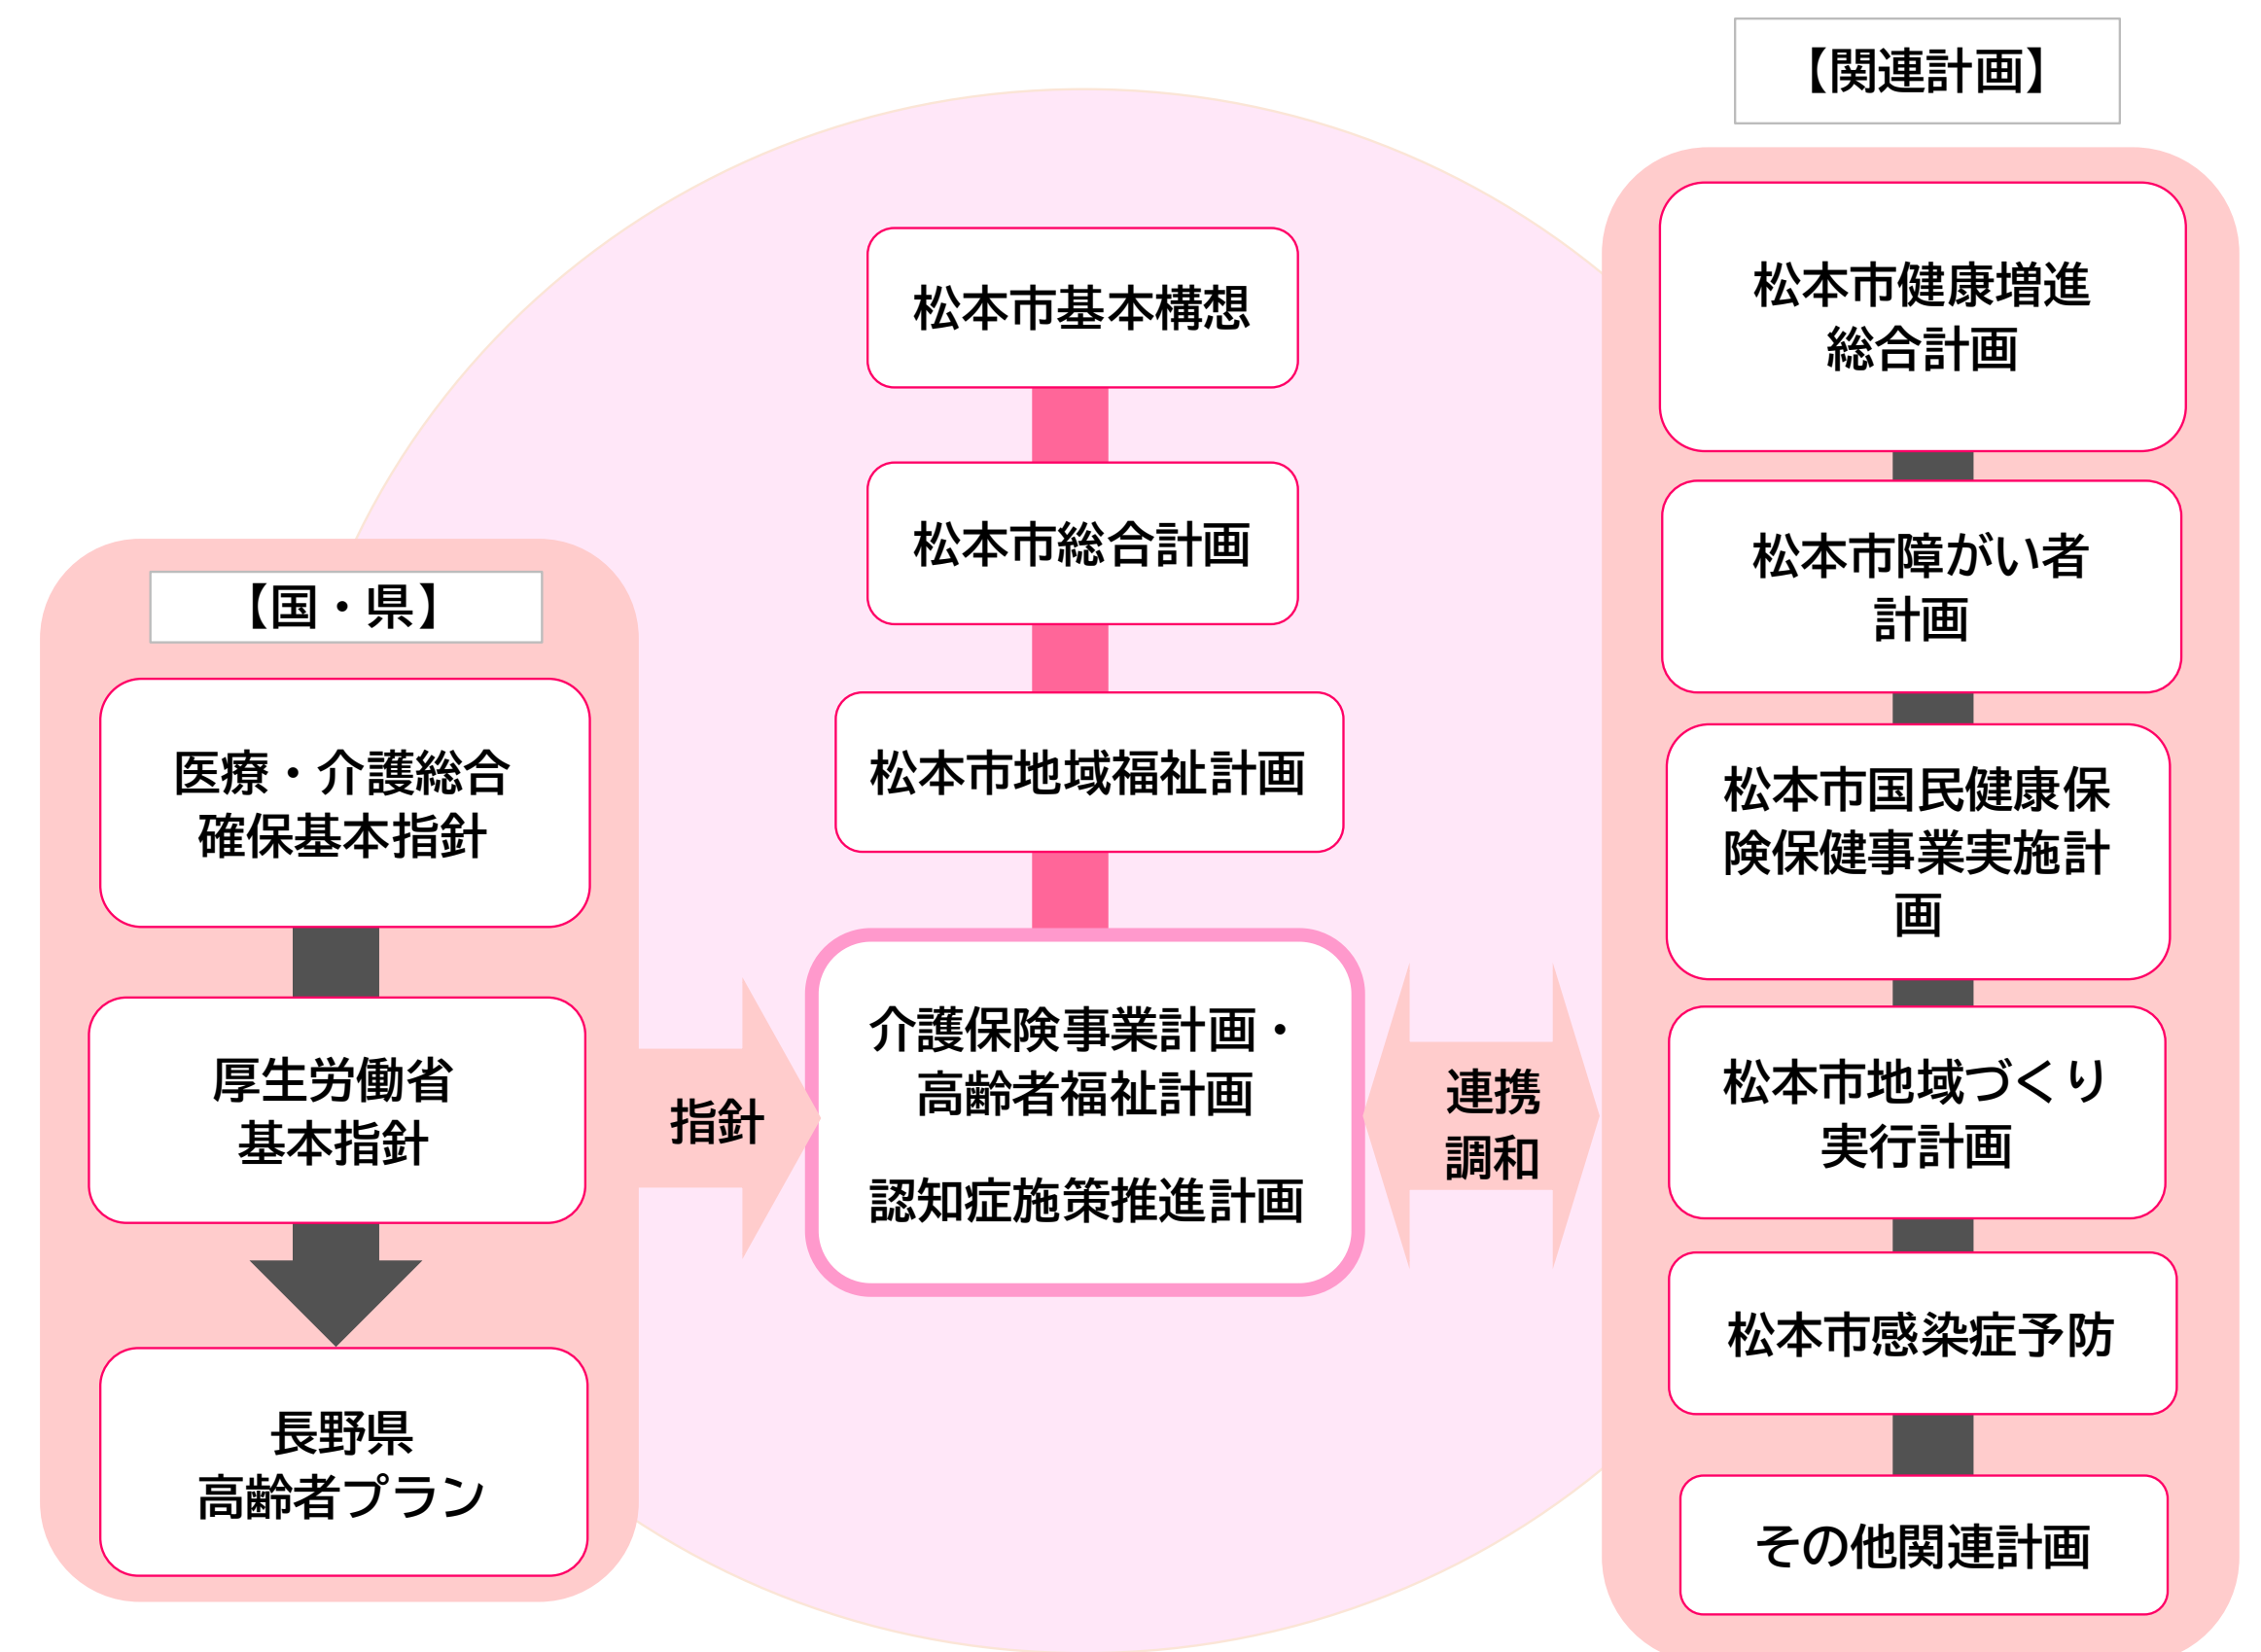 【国・県】
医療・介護総合
確保基本指針
厚生労働省
基本指針
長野県
高齢者プラン
指針
松本市基本構想
松本市総合計画
松本市地域福祉計画
介護保険事業計画・
高齢者福祉計画
認知症施策推進計画
連携
調和
【関連計画】
松本市健康増進
総合計画
松本市障がい者
計画
松本市国民健康保
険保健事業実施計
画
松本市地域づくり
実行計画
松本市感染症予防
その他関連計画